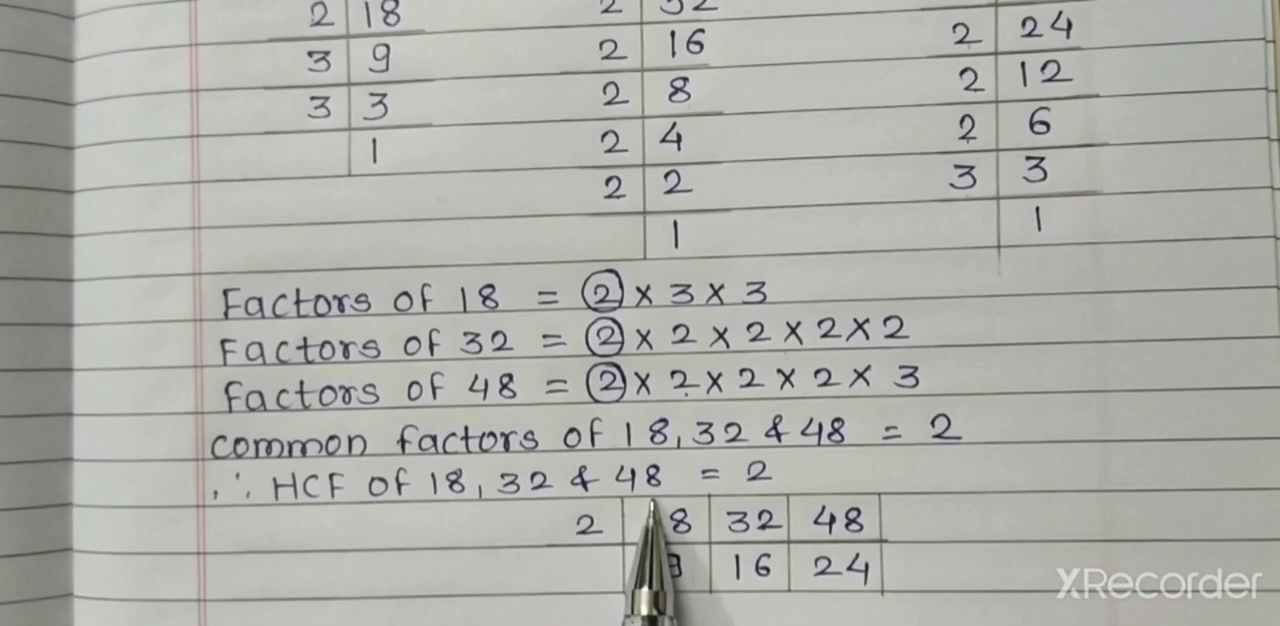 2 | 18 2 | 32 2 | 24
3 | 9 2 | 16 2 | 12
3 | 3 2 | 8 2 | 6
1 2 | 4 3 | 3
2 | 2 1
1
Factors of 18 = 2 × 3 × 3
Factors of 32 = 2 × 2 × 2 × 2 × 2
Factors of 48 = 2 × 2 × 2 × 2 × 3
common factors of 18, 32 & 48 = 2
∴ HCF of 18, 32 & 48 = 2
2 | 8 | 32 | 48
16 | 24
XRecorder